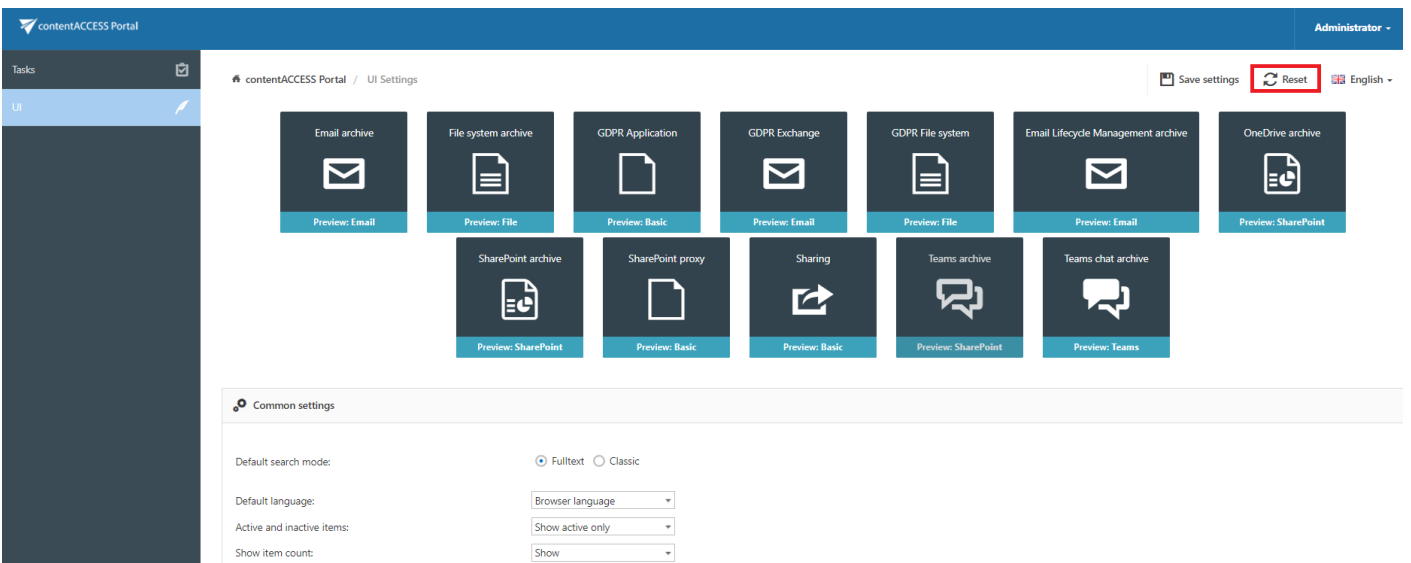 contentACCESS Portal
Administrator
Tasks
UI
contentACCESS Portal / UI Settings
Save settings
Reset
English
Email archive
File system archive
GDPR Application
GDPR Exchange
GDPR File system
Email Lifecycle Management archive
OneDrive archive
Preview: Email
Preview: File
Preview: Basic
Preview: Email
Preview: File
Preview: Email
Preview: SharePoint
SharePoint archive
SharePoint proxy
Sharing
Teams archive
Teams chat archive
Preview: SharePoint
Preview: Basic
Preview: Basic
Preview: SharePoint
Preview: Teams
Common settings
Default search mode: Fulltext Classic
Default language: Browser language
Active and inactive items: Show active only
Show item count: Show